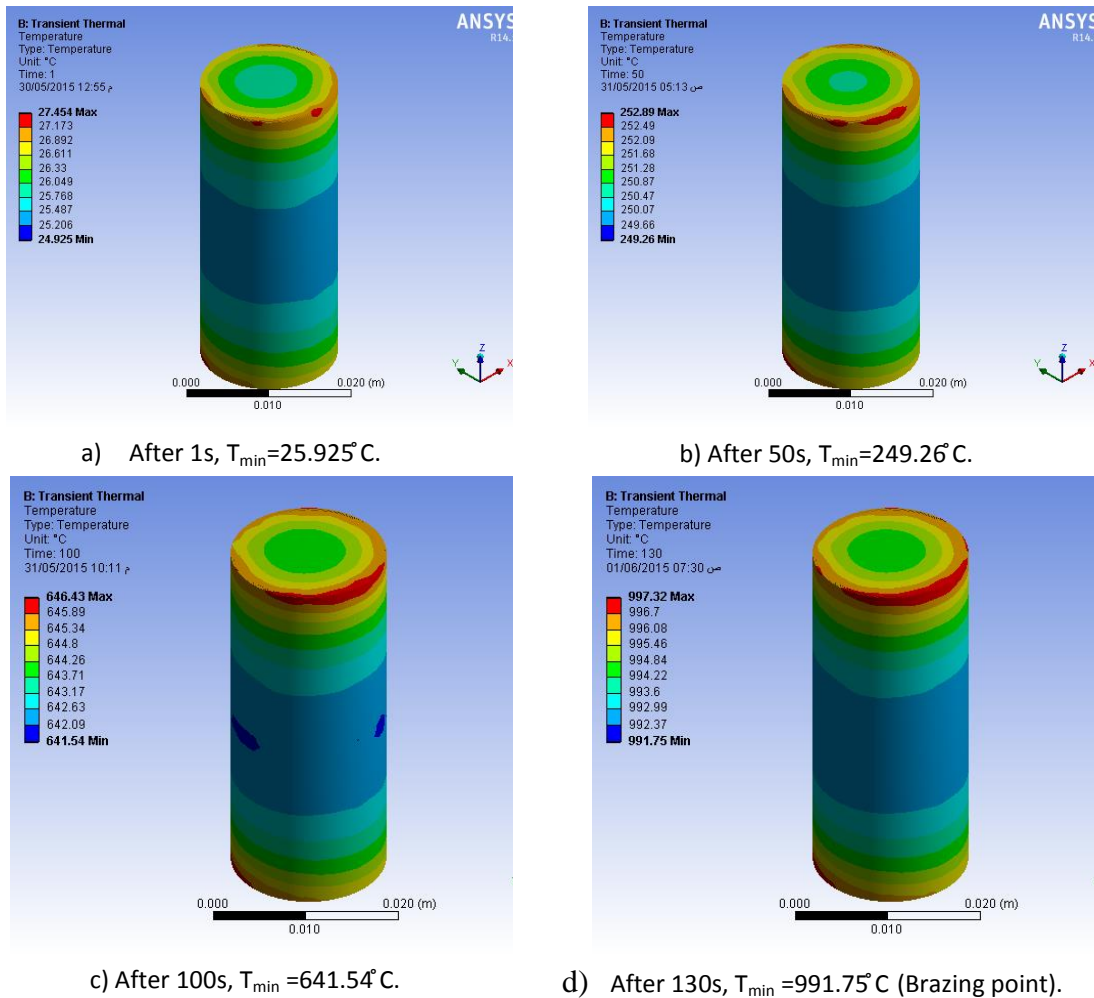 B: Transient Thermal
Temperature
Type: Temperature
Unit: °C
Time: 1
30/05/2015 12:55 م
27.454 Max
27.173
26.892
26.611
26.33
26.049
25.768
25.487
25.206
24.925 Min
ANSYS
R14.
Z
Y
X
0.000
0.020 (m)
0.010
a) After 1s, Tmin=25.925°C.
B: Transient Thermal
Temperature
Type: Temperature
Unit: °C
Time: 50
31/05/2015 05:13 ص
252.89 Max
252.49
252.09
251.68
251.28
250.87
250.47
250.07
249.66
249.26 Min
ANSYS
R14.
Z
Y
X
0.000
0.020 (m)
0.010
b) After 50s, Tmin=249.26°C.
B: Transient Thermal
Temperature
Type: Temperature
Unit: °C
Time: 100
31/05/2015 10:11 م
646.43 Max
645.89
645.34
644.8
644.26
643.71
643.17
642.63
642.09
641.54 Min
0.000
0.020 (m)
0.010
c) After 100s, Tmin =641.54°C.
B: Transient Thermal
Temperature
Type: Temperature
Unit: °C
Time: 130
01/06/2015 07:30 ص
997.32 Max
996.7
996.08
995.46
994.84
994.22
993.6
992.99
992.37
991.75 Min
0.000
0.020 (m)
0.010
d) After 130s, Tmin =991.75°C (Brazing point).